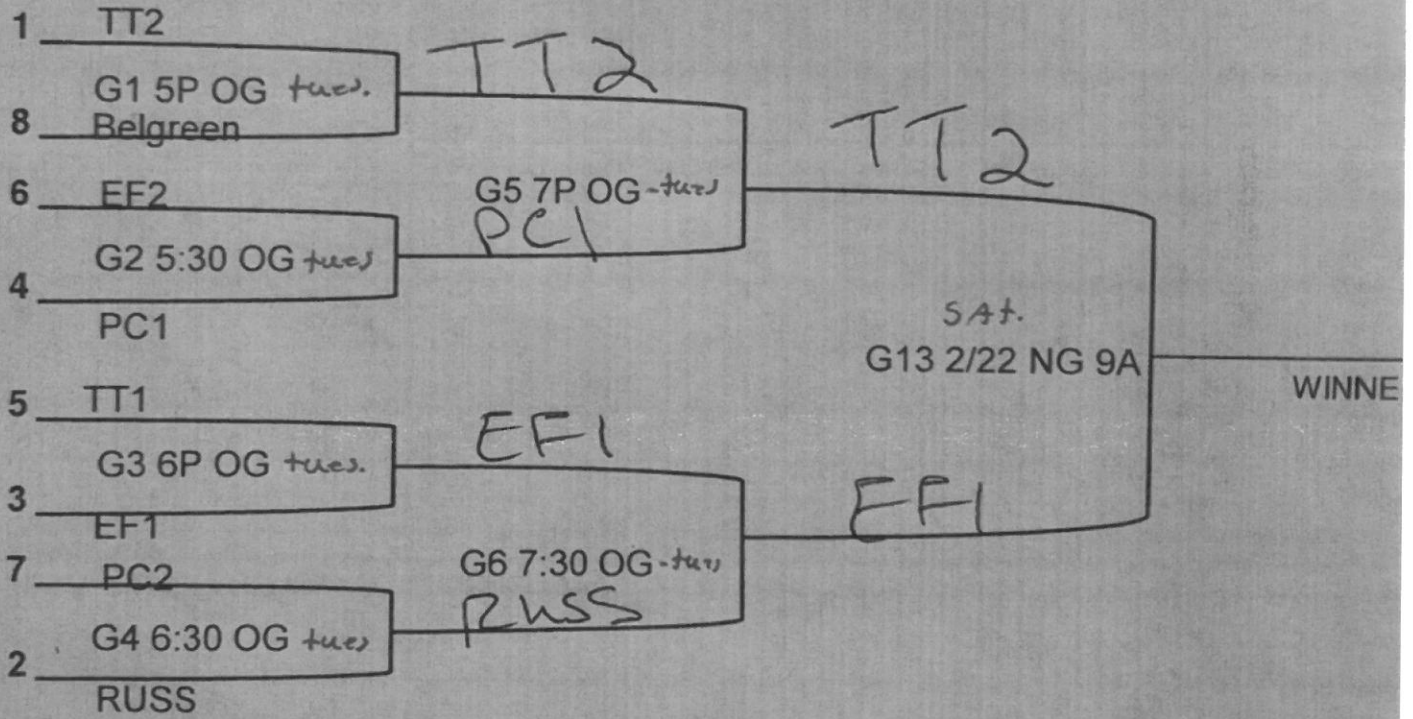 1 TT2
G1 5P OG tues.
8 Belgreen
TT2
6 EF2
G2 5:30 OG tues
4
PC1
G5 7P OG-tues
PC1
TT2
5 TT1
G3 6P OG tues.
3
EF1
EF1
7 PC2
G4 6:30 OG tues
2
RUSS
G6 7:30 OG-tues
RUSS
EF1
SAt.
G13 2/22 NG 9A
WINNE